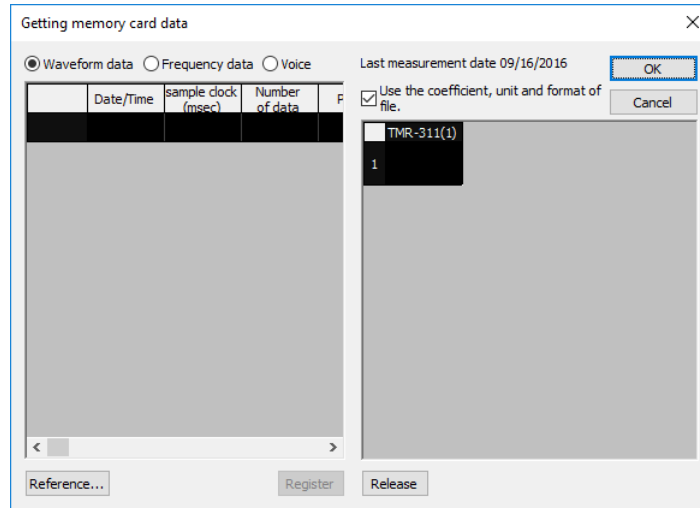 Getting memory card data
Waveform data Frequency data Voice
Date/Time
sample clock
(msec)
Number
of data
Last measurement date 09/16/2016
Use the coefficient, unit and format of
file.
OK
Cancel
TMR-311(1)
1
Reference...
Register
Release